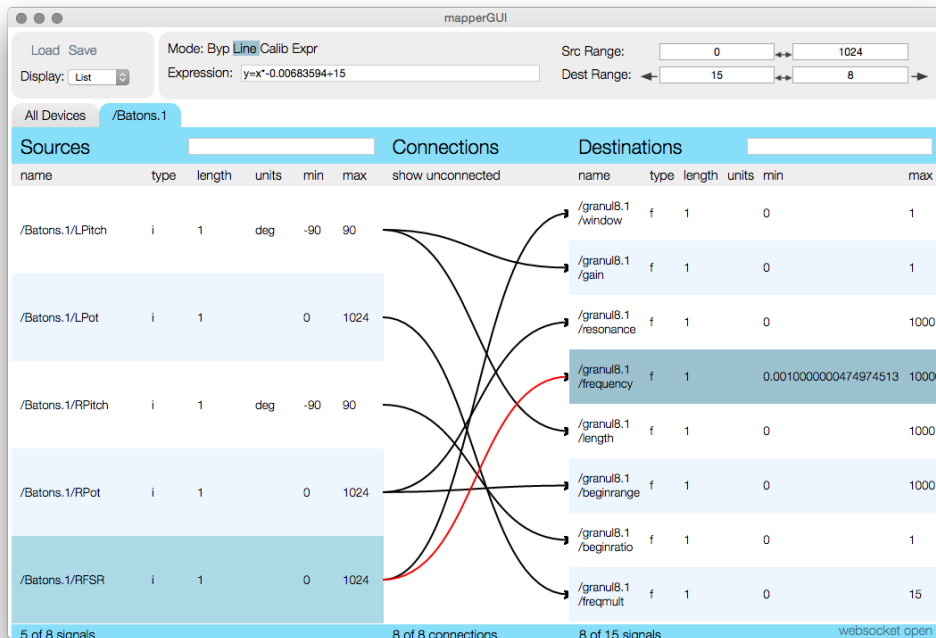 mapperGUI
Load Save
Display: List
Mode: Byp Line Calib Expr
Expression: y=x*-0.00683594+15
Src Range: 0 1024
Dest Range: 15 8
All Devices /Batons.1
Sources Connections Destinations
name type length units min max show unconnected name type length units min max
/Batons.1/LPitch i 1 deg -90 90
/Batons.1/LPot i 1 0 1024
/Batons.1/RPitch i 1 deg -90 90
/Batons.1/RPot i 1 0 1024
/Batons.1/RFSR i 1 0 1024
/granul8.1
/window f 1 0 1
/granul8.1
/gain f 1 0 1
/granul8.1
/resonance f 1 0 1000
/granul8.1
/frequency f 1 0.0010000000474974513 1000
/granul8.1
/length f 1 0 1000
/granul8.1
/beginrange f 1 0 1000
/granul8.1
/beginratio f 1 0 1
/granul8.1
/freqmult f 1 0 15
5 of 8 signals 8 of 8 connections 8 of 15 signals websocket open